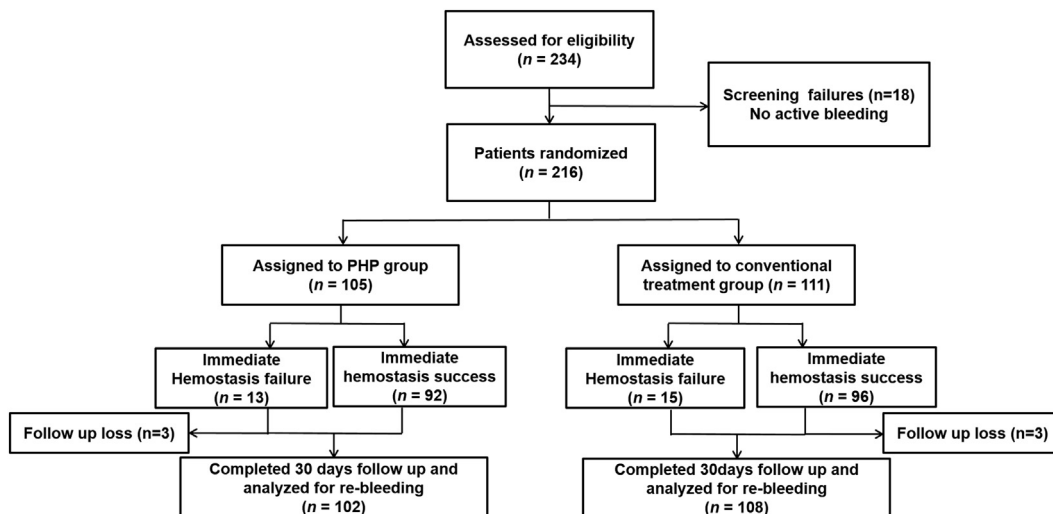 Assessed for eligibility
(n = 234)
Screening failures (n=18)
No active bleeding
Patients randomized
(n = 216)
Assigned to PHP group
(n = 105)
Assigned to conventional
treatment group (n = 111)
Immediate
Hemostasis failure
(n = 13)
Immediate
hemostasis success
(n = 92)
Immediate
Hemostasis failure
(n = 15)
Immediate
hemostasis success
(n = 96)
Follow up loss (n=3)
Follow up loss (n=3)
Completed 30 days follow up and
analyzed for re-bleeding
(n = 102)
Completed 30days follow up and
analyzed for re-bleeding
(n = 108)